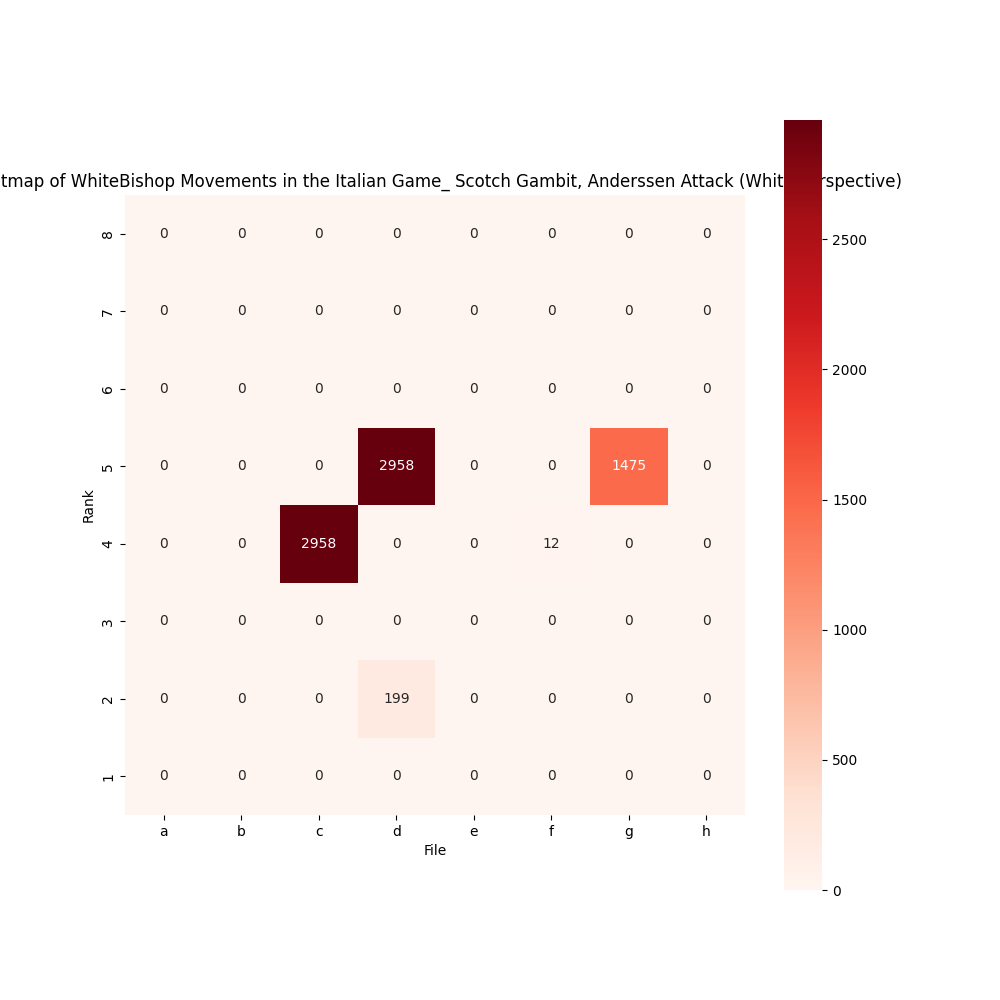 tmap of WhiteBishop Movements in the Italian Game_ Scotch Gambit, Anderssen Attack (Whit rspective)
8 0 0 0 0 0 0 0 0
7 0 0 0 0 0 0 0 0
6 0 0 0 0 0 0 0 0
5 0 0 0 2958 0 0 1475 0
Rank
4 0 0 2958 0 0 12 0 0
3 0 0 0 0 0 0 0 0
2 0 0 0 199 0 0 0 0
1 0 0 0 0 0 0 0 0
a b c d e f g h
File
2500
2000
1500
1000
500
0